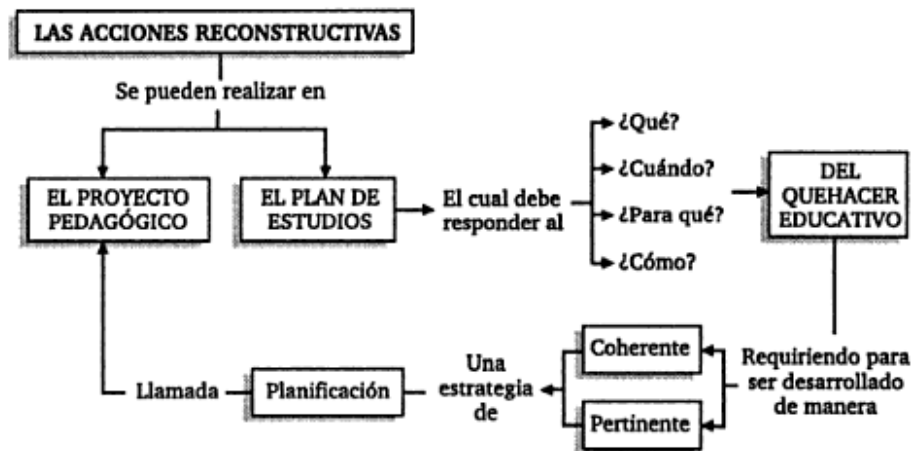 LAS ACCIONES RECONSTRUCTIVAS
Se pueden realizar en
EL PROYECTO
PEDAGÓGICO
EL PLAN DE
ESTUDIOS
El cual debe
responder al
¿Qué?
¿Cuándo?
¿Para qué?
¿Cómo?
DEL
QUEHACER
EDUCATIVO
Requiriendo para
ser desarrollado
de manera
Coherente
Pertinente
Una
estrategia
de
Planificación
Llamada